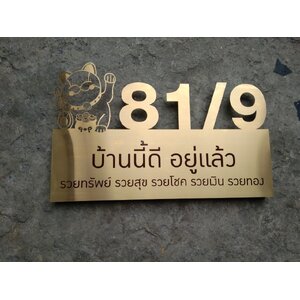 81/9
บ้านนี้ดี อยู่แล้ว
รวยทรัพย์ รวยสุข รวยโชค รวยเงิน รวยทอง